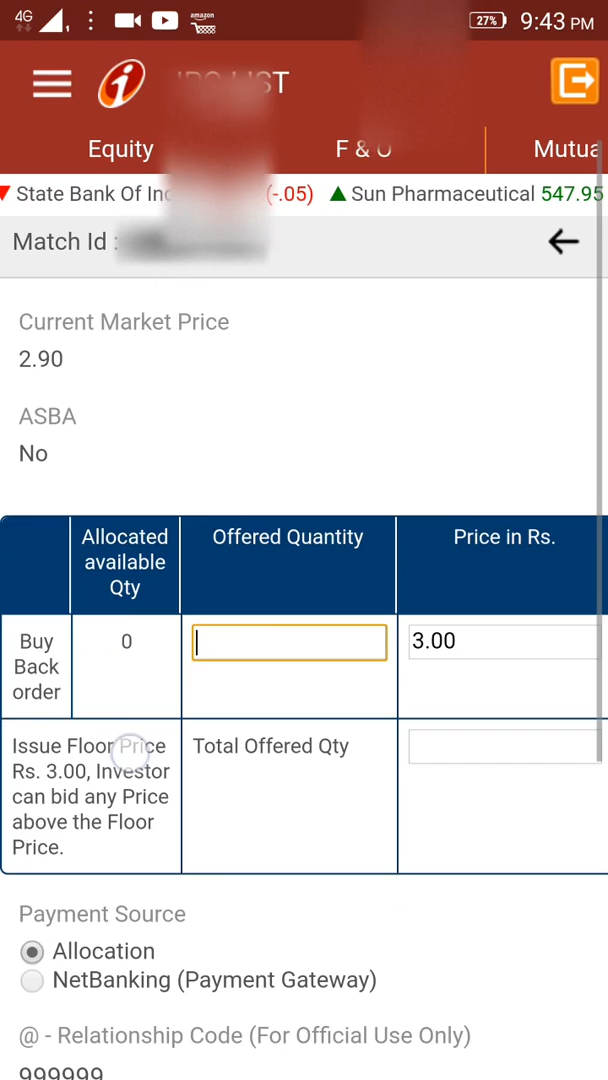 4G
amazon
27%
9:43 PM
LIST
Equity
F & O
Mutua
State Bank Of In
(-.05)
Sun Pharmaceutical 547.95
Match Id :
Current Market Price
2.90
ASBA
No
Allocated
available
Qty
Offered Quantity
Price in Rs.
Buy
Back
order
0
3.00
Issue Floor Price
Rs. 3.00, Investor
can bid any Price
above the Floor
Price.
Total Offered Qty
Payment Source
Allocation
NetBanking (Payment Gateway)
@ - Relationship Code (For Official Use Only)
999999